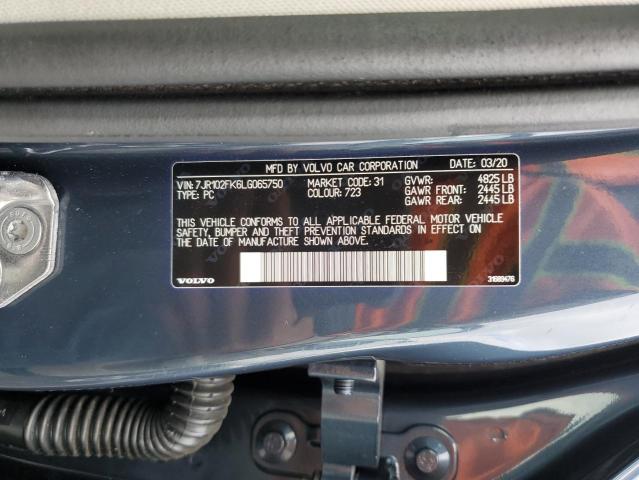 MFD BY VOLVO CAR CORPORATION DATE: 03/20
VIN: 7JR102FK6LG065750 MARKET CODE: 31 GVWR: 4825 LB
TYPE: PC COLOUR: 723 GAWR FRONT: 2445 LB
GAWR REAR: 2445 LB
THIS VEHICLE CONFORMS TO ALL APPLICABLE FEDERAL MOTOR VEHICLE
SAFETY, BUMPER AND THEFT PREVENTION STANDARDS IN EFFECT ON
THE DATE OF MANUFACTURE SHOWN ABOVE.
VOLVO 31689476